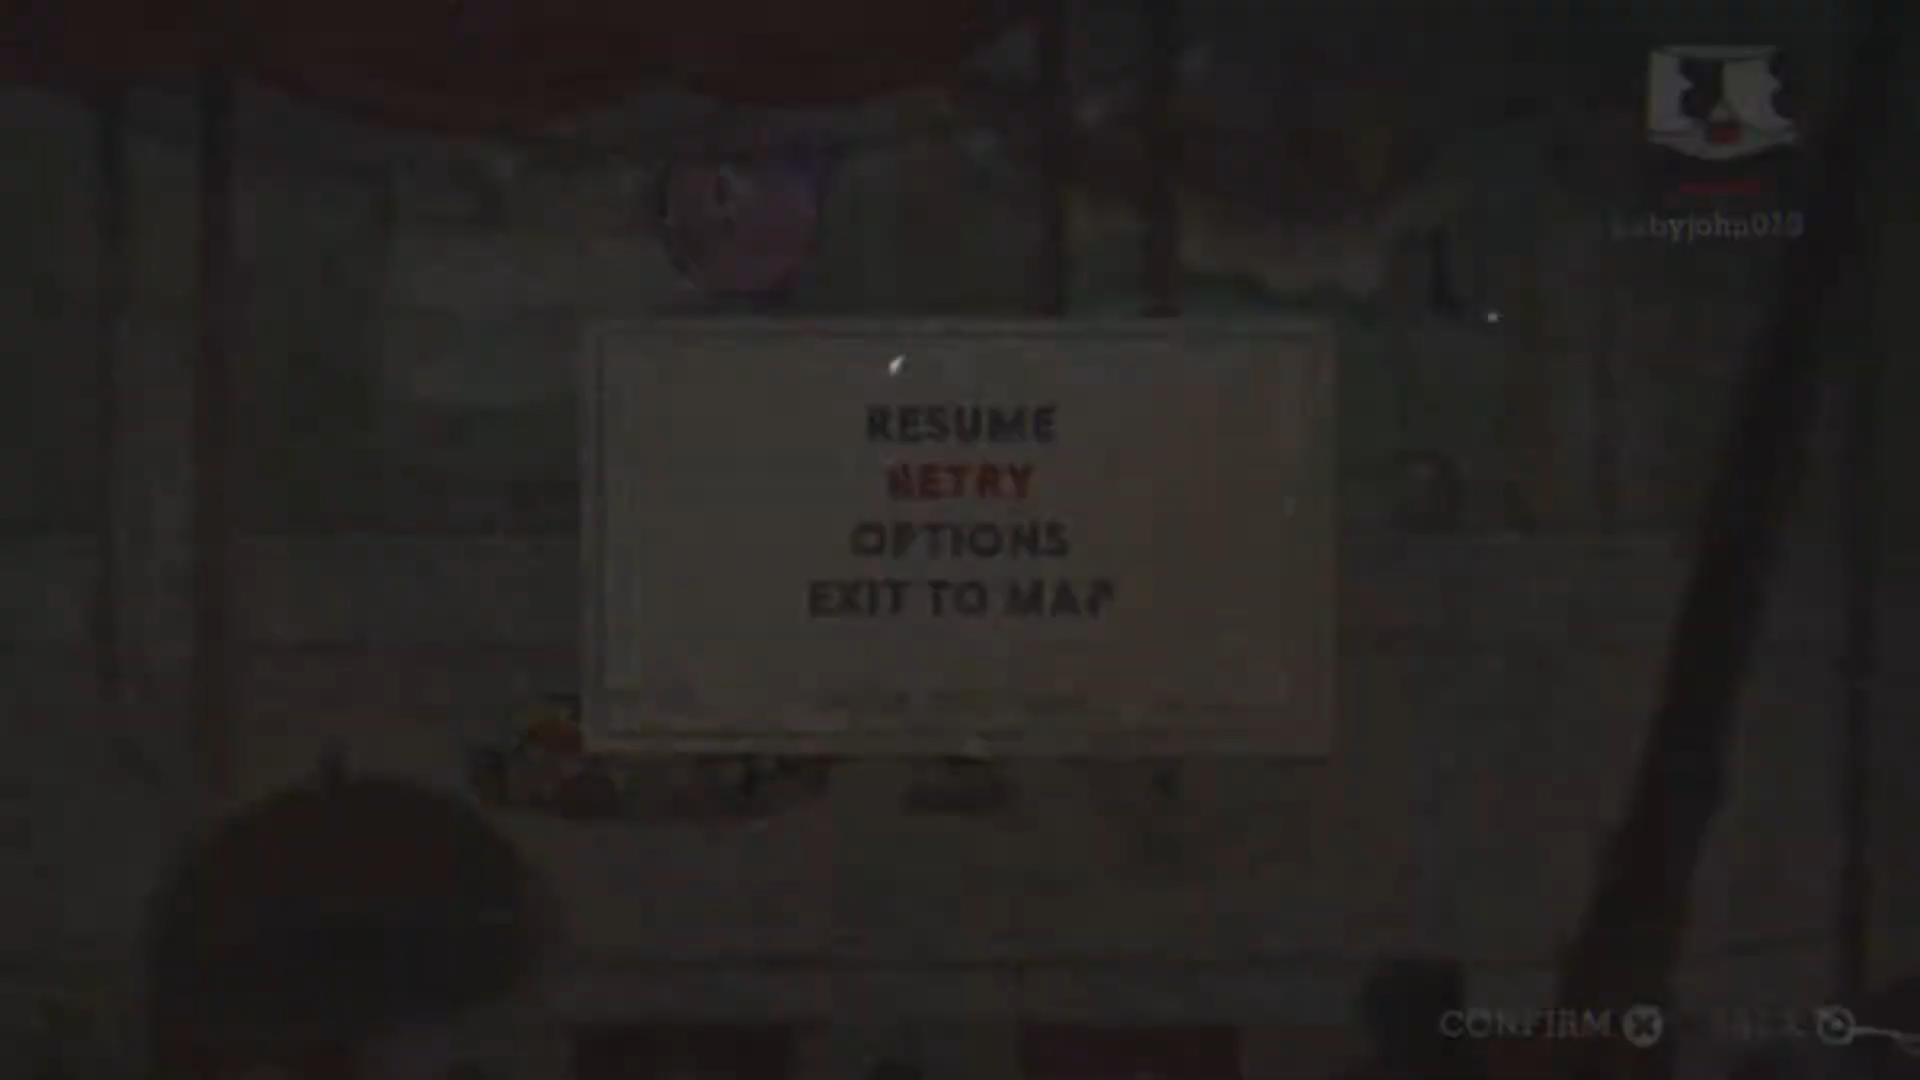 RESUME
RETRY
OPTIONS
EXIT TO MAP
CONFIRM